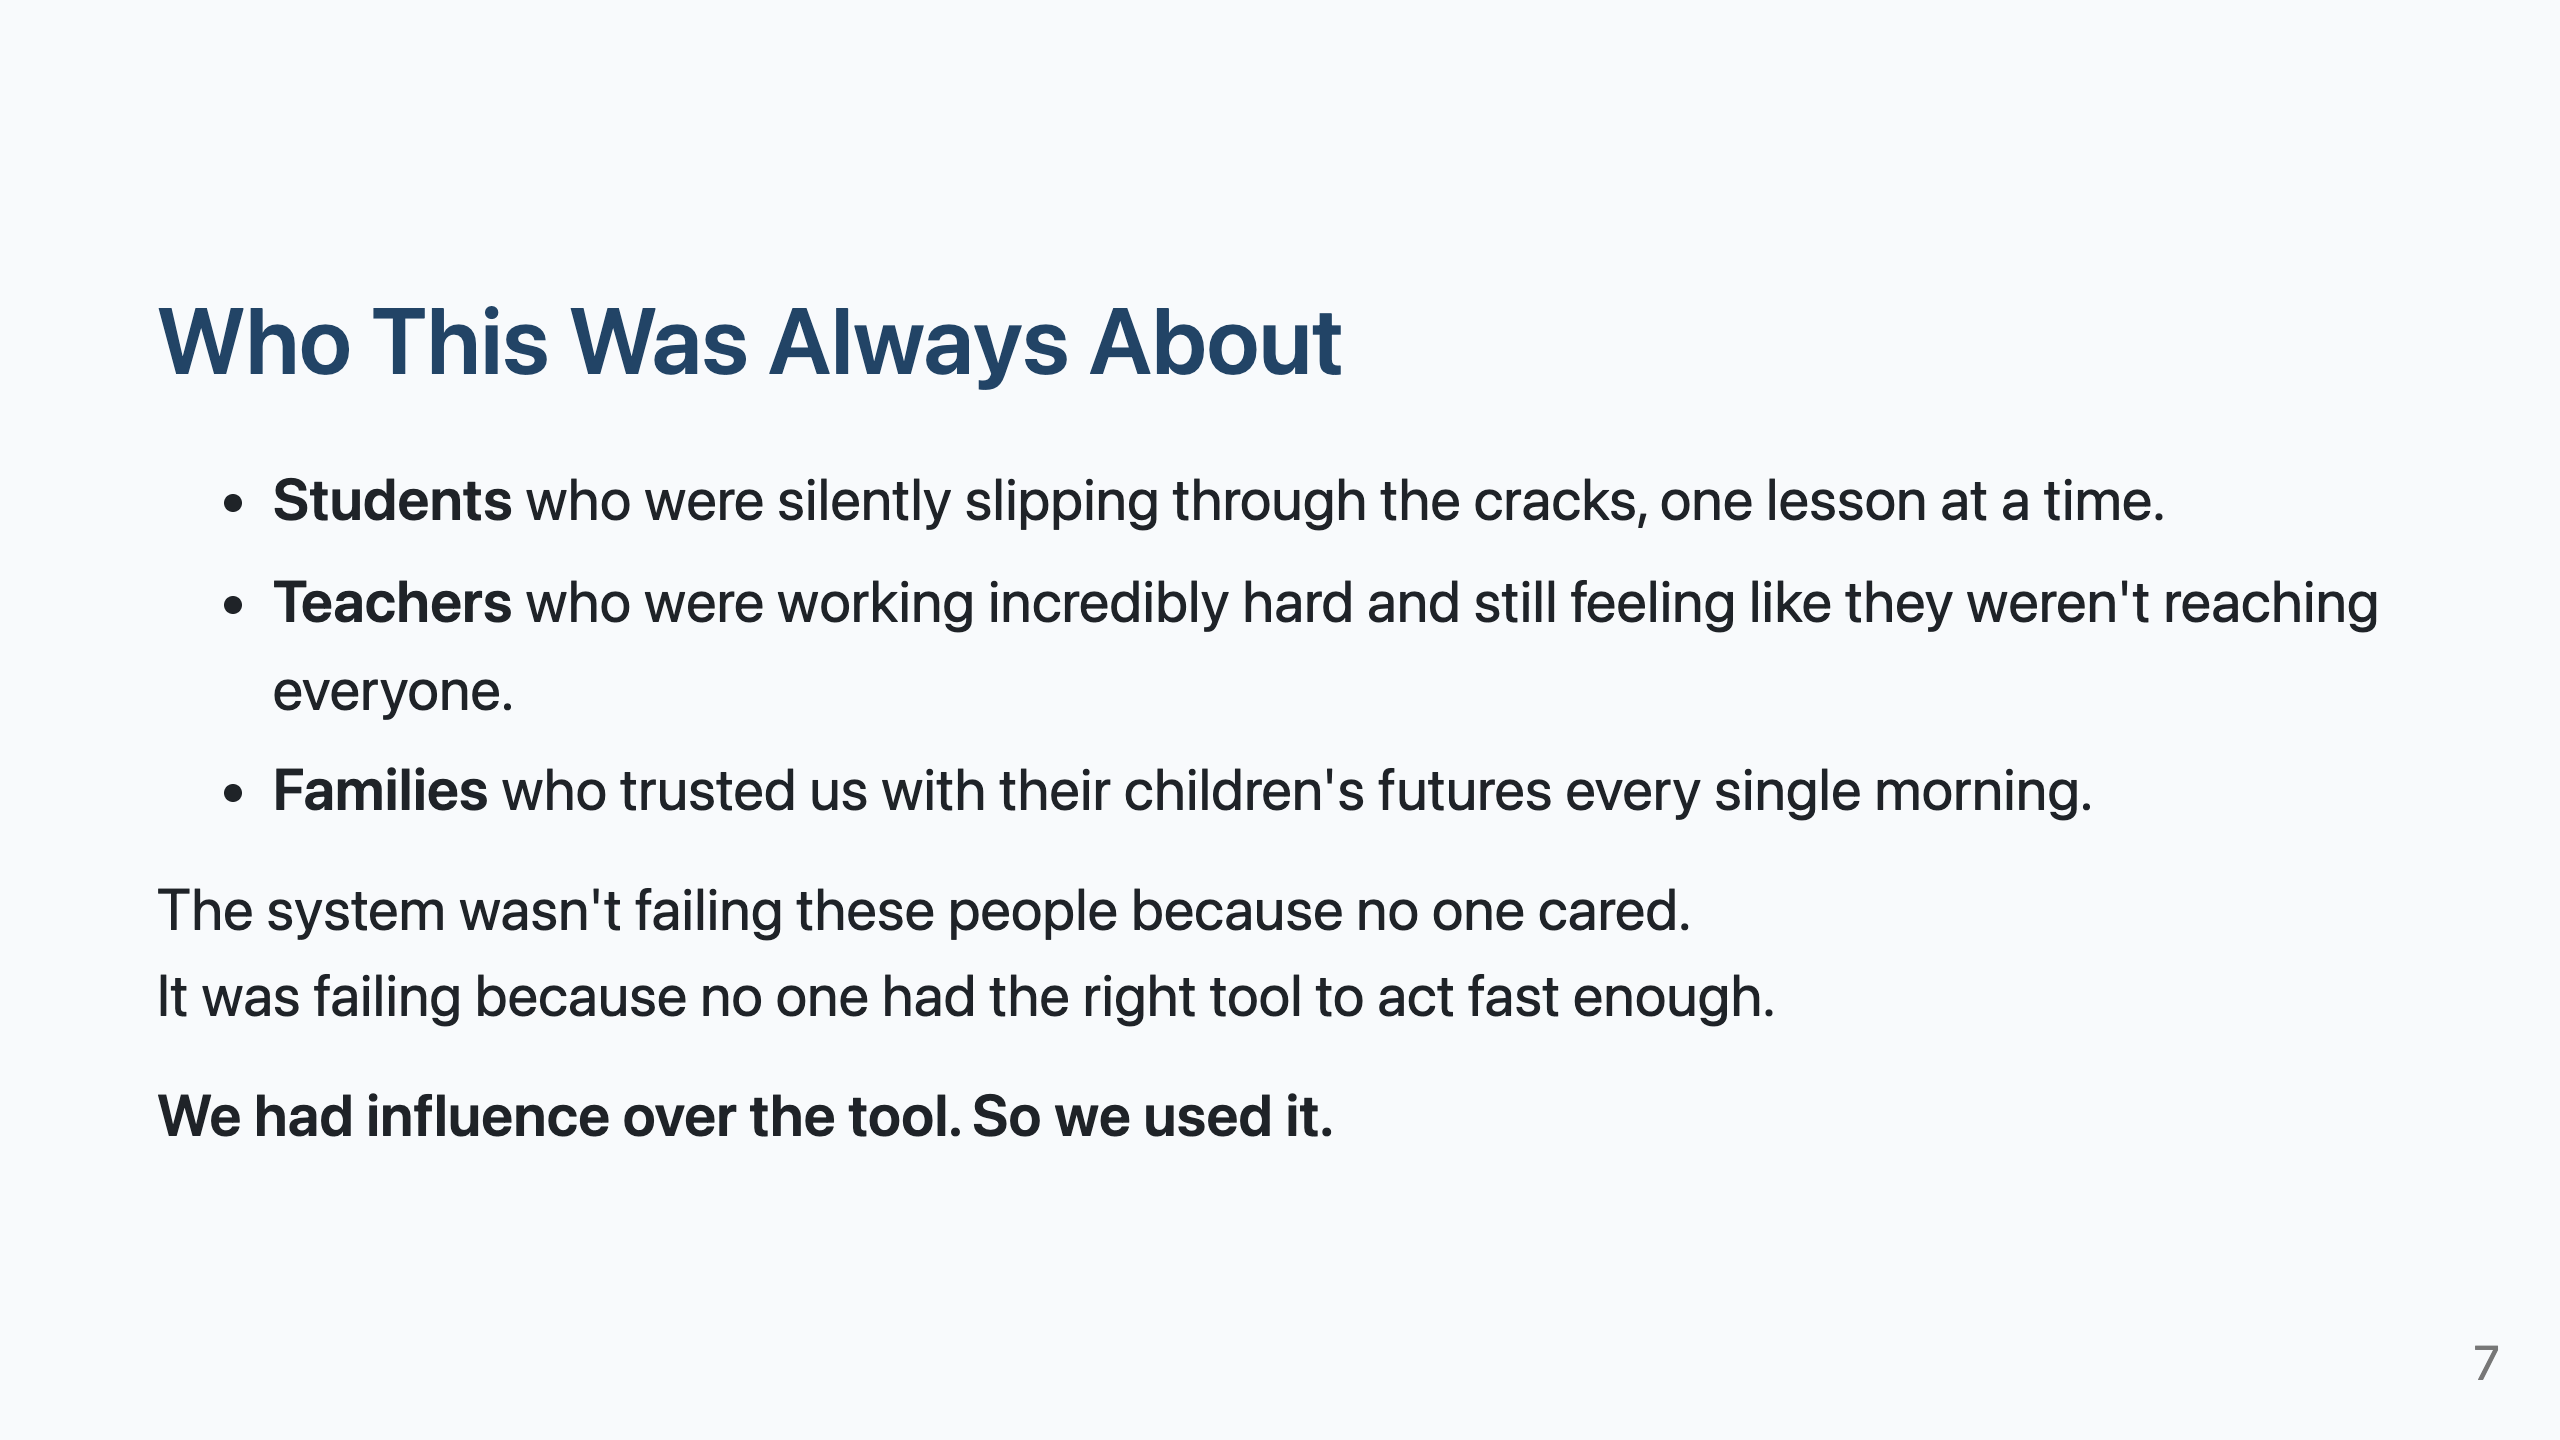 Who This Was Always About
• Students who were silently slipping through the cracks, one lesson at a time.
• Teachers who were working incredibly hard and still feeling like they weren't reaching
everyone.
• Families who trusted us with their children's futures every single morning.
The system wasn't failing these people because no one cared.
It was failing because no one had the right tool to act fast enough.
We had influence over the tool. So we used it.
7